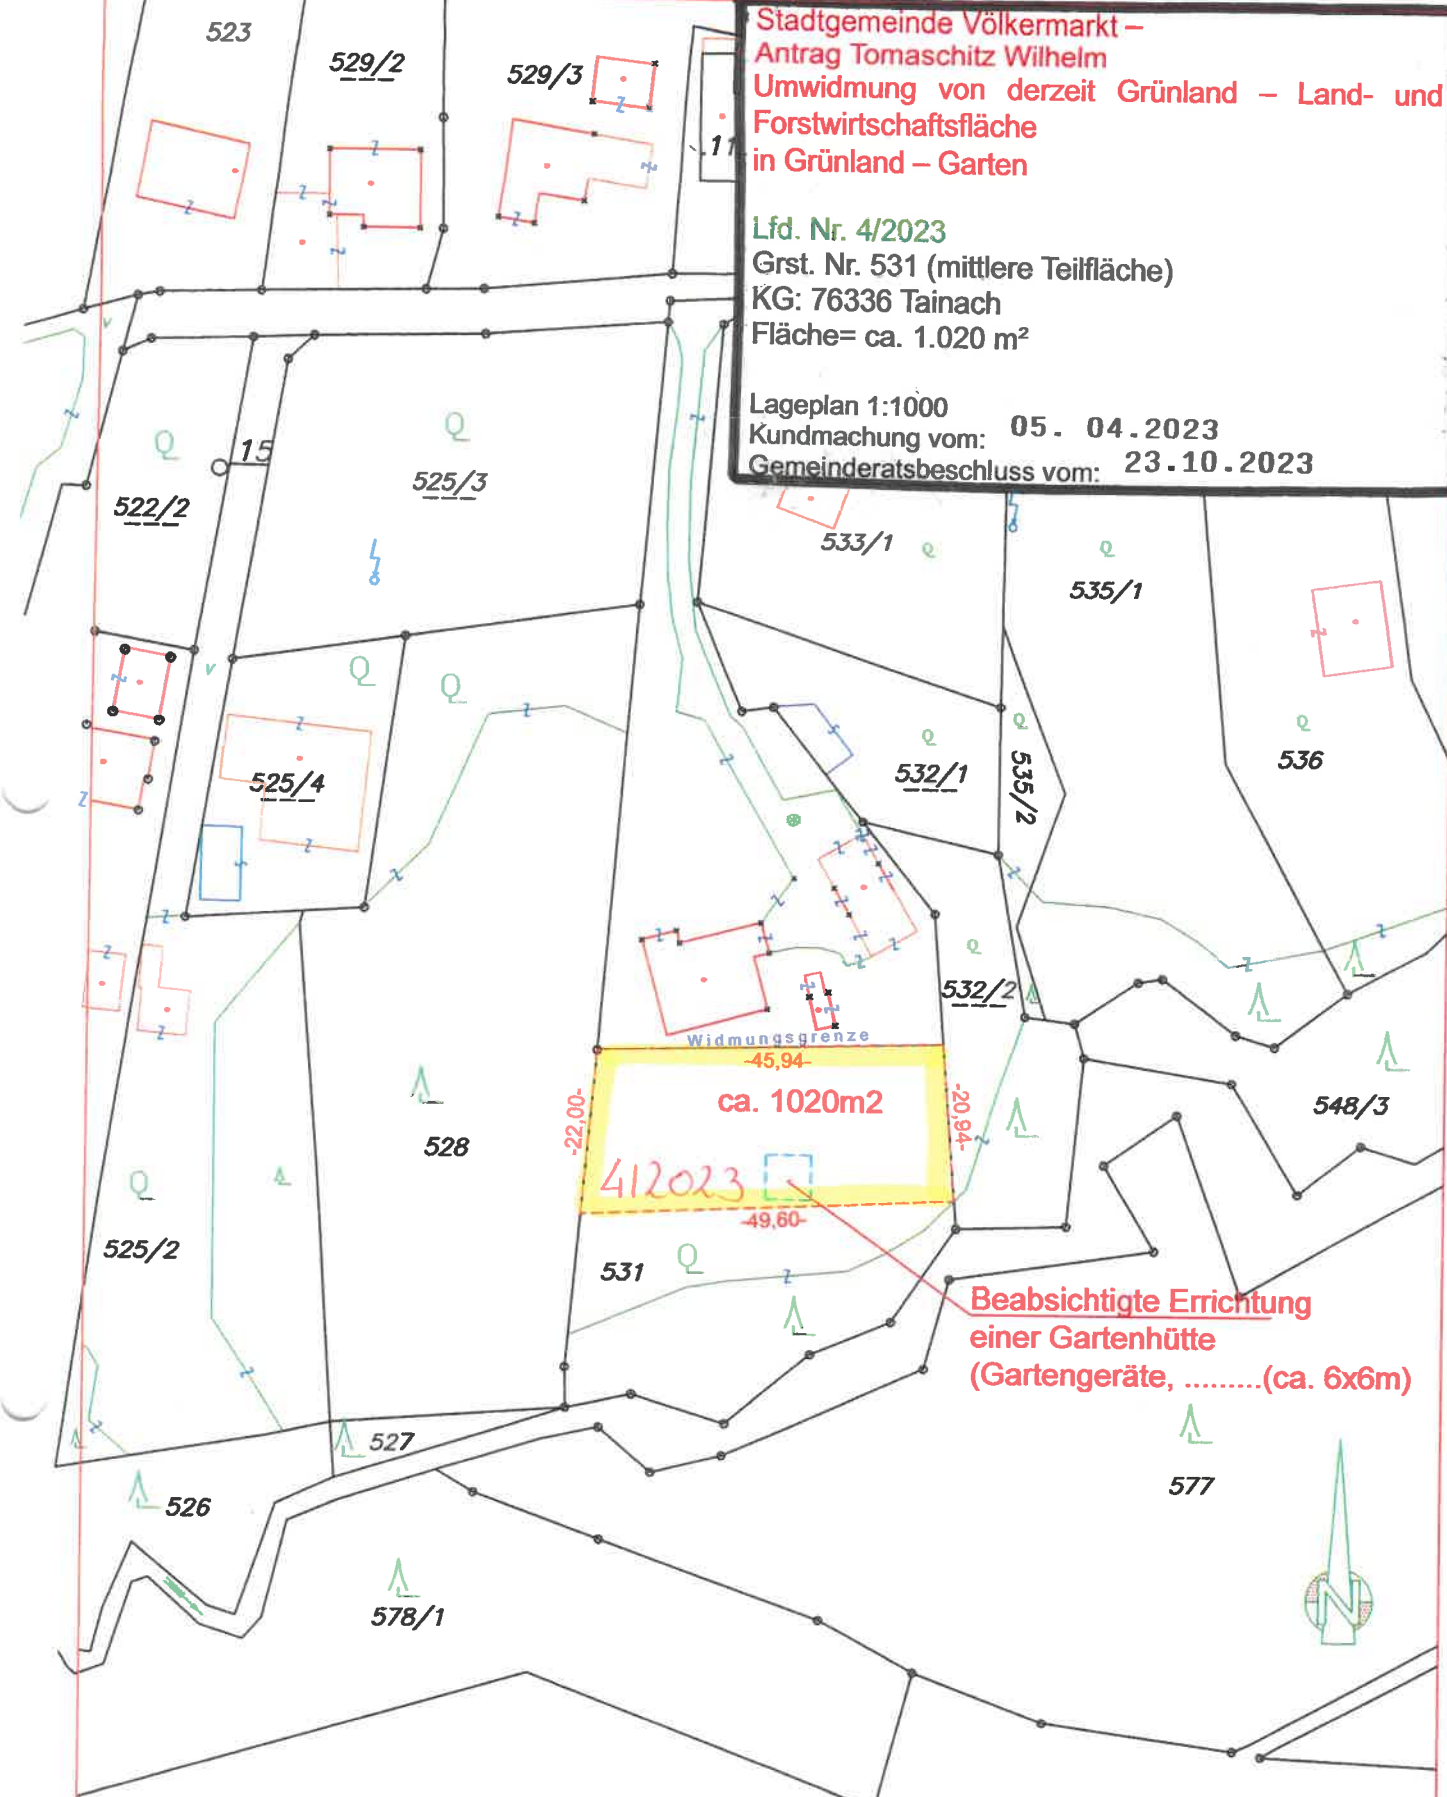 Stadtgemeinde Völkermarkt –
Antrag Tomaschitz Wilhelm
Umwidmung von derzeit Grünland – Land- und
Forstwirtschaftsfläche
in Grünland – Garten
Lfd. Nr. 4/2023
Grst. Nr. 531 (mittlere Teilfläche)
KG: 76336 Tainach
Fläche= ca. 1.020 m²
Lageplan 1:1000
Kundmachung vom: 05. 04.2023
Gemeinderatsbeschluss vom: 23.10.2023
523
529/2
529/3
.11
15
522/2
525/3
533/1
535/1
536
525/4
532/1
535/2
532/2
Widmungsgrenze
-45,94-
-22,00-
ca. 1020m2
-20,94-
4/2023
-49,60-
528
548/3
525/2
531
Beabsichtigte Errichtung
einer Gartenhütte
(Gartengeräte, .........(ca. 6x6m)
527
526
577
578/1
N